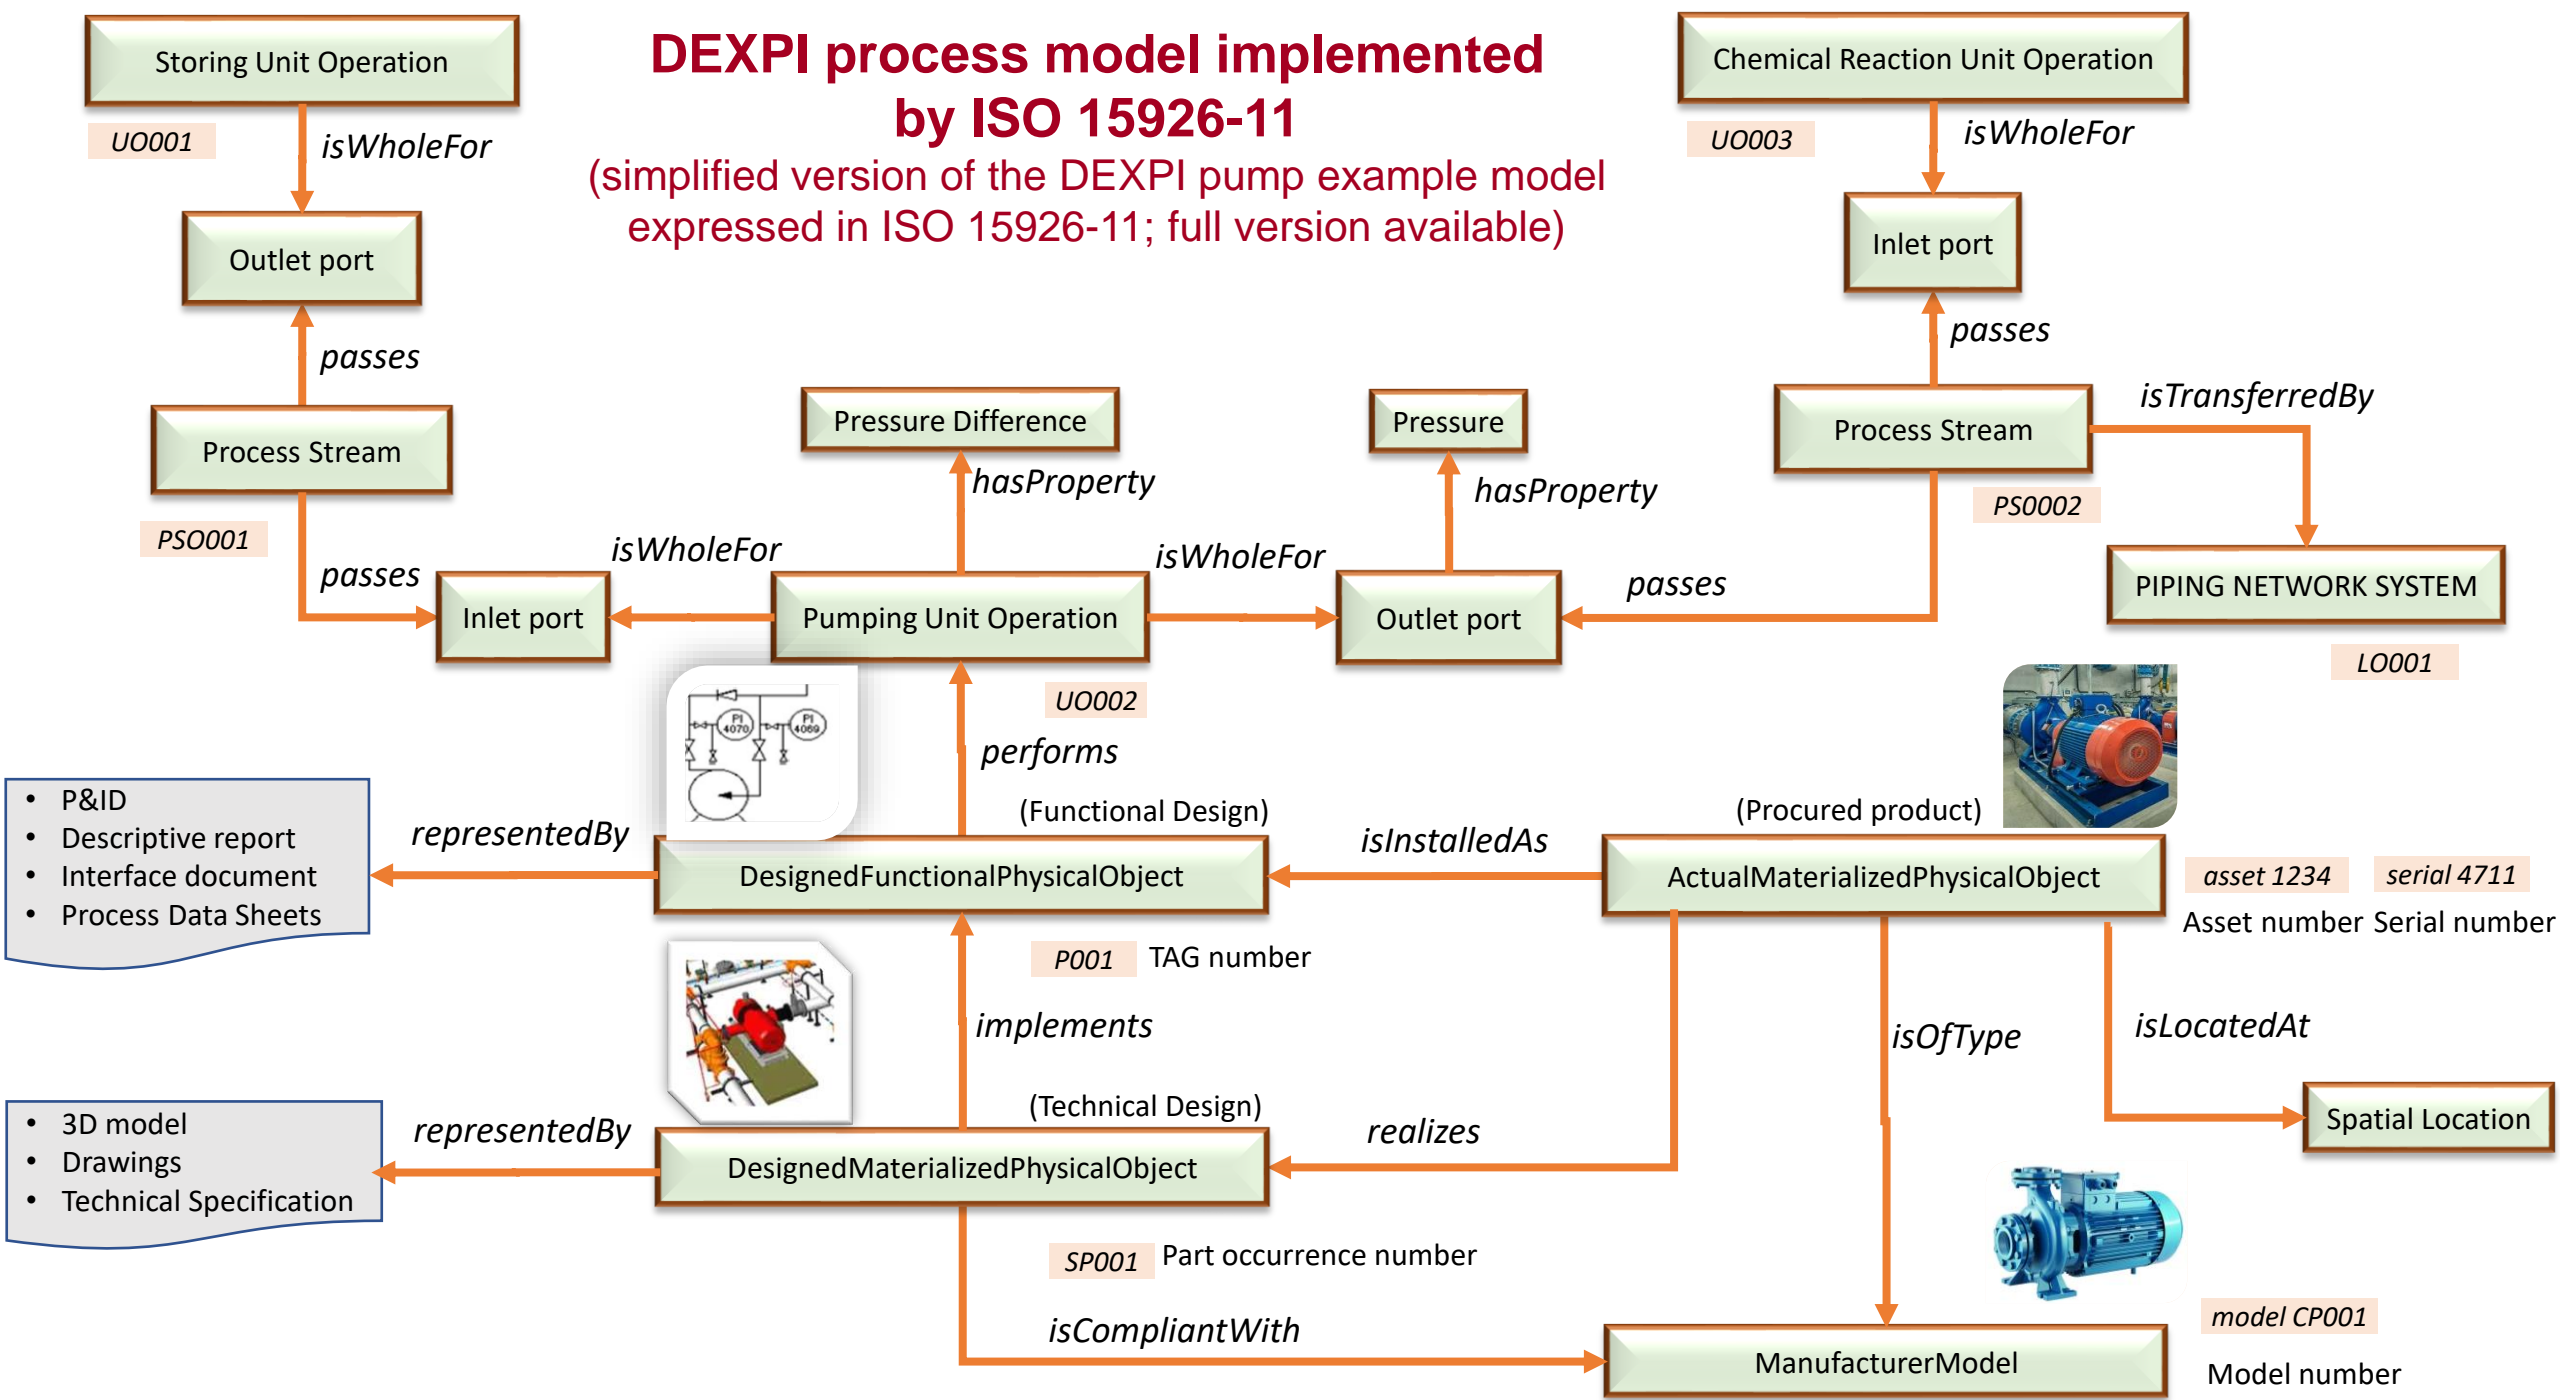 DEXPI process model implemented
by ISO 15926-11
(simplified version of the DEXPI pump example model
expressed in ISO 15926-11; full version available)
Storing Unit Operation
UO001
isWholeFor
Outlet port
passes
Process Stream
PSO001
passes
Inlet port
isWholeFor
Pressure Difference
hasProperty
Pumping Unit Operation
UO002
isWholeFor
Pressure
hasProperty
Outlet port
passes
Chemical Reaction Unit Operation
UO003
isWholeFor
Inlet port
passes
Process Stream
PS0002
isTransferredBy
PIPING NETWORK SYSTEM
LO001
PI
4070
PI
4069
performs
(Functional Design)
• P&ID
• Descriptive report
• Interface document
• Process Data Sheets
representedBy
DesignedFunctionalPhysicalObject
P001 TAG number
isInstalledAs
(Procured product)
ActualMaterializedPhysicalObject
asset 1234
serial 4711
Asset number
Serial number
implements
(Technical Design)
• 3D model
• Drawings
• Technical Specification
representedBy
DesignedMaterializedPhysicalObject
SP001 Part occurrence number
realizes
isOfType
isLocatedAt
Spatial Location
isCompliantWith
ManufacturerModel
model CP001
Model number